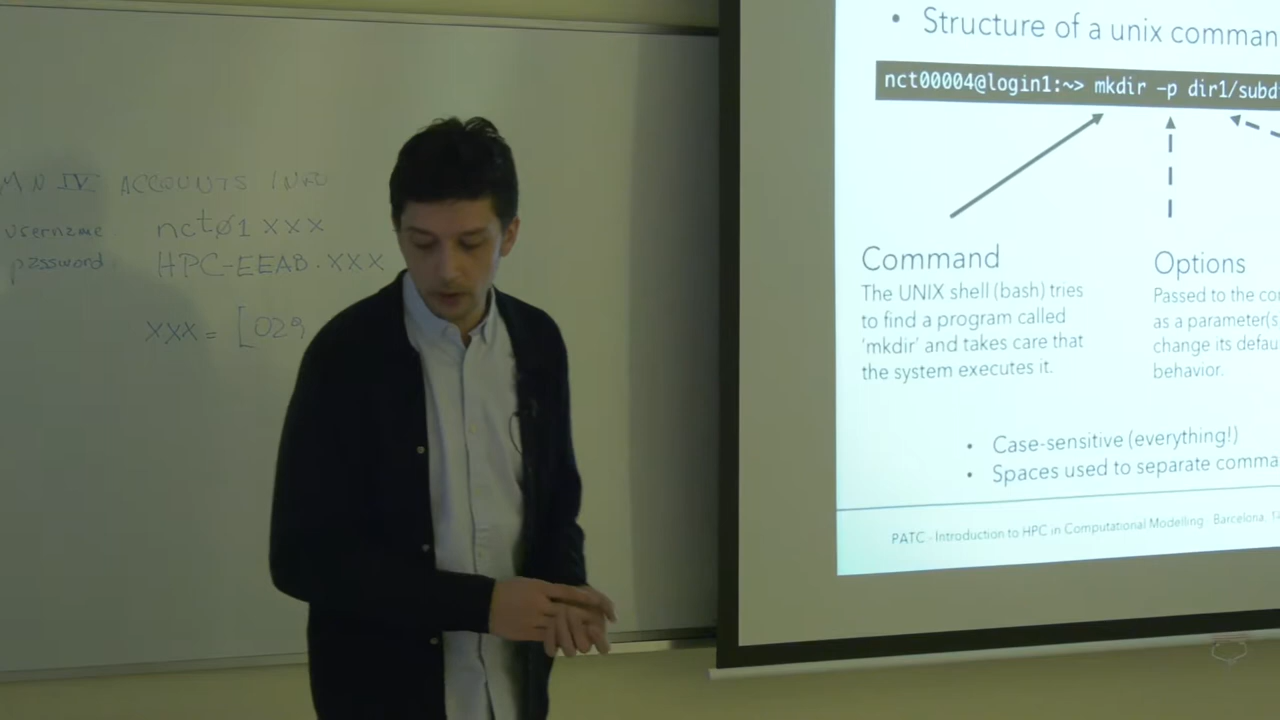 MN IV ACCOUNTS INFO
username nctø1XXX
password HPC-EEAB.XXX
XXX = [029
• Structure of a unix comman
nct00004@login1:~> mkdir -p dir1/subd
Command
The UNIX shell (bash) tries
to find a program called
'mkdir' and takes care that
the system executes it.
Options
Passed to the co
as a parameter(s
change its defau
behavior.
• Case-sensitive (everything!)
• Spaces used to separate comma
PATC - Introduction to HPC in Computational Modelling. Barcelona, 1